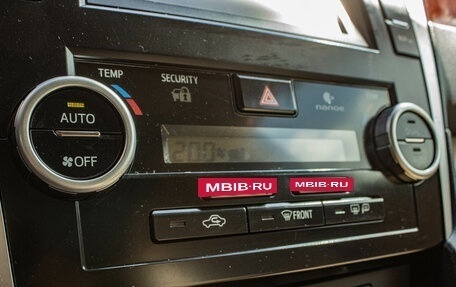 TEMP
SECURITY
nanoe
AUTO
OFF
MBIB-RU
MBIB-RU
FRONT